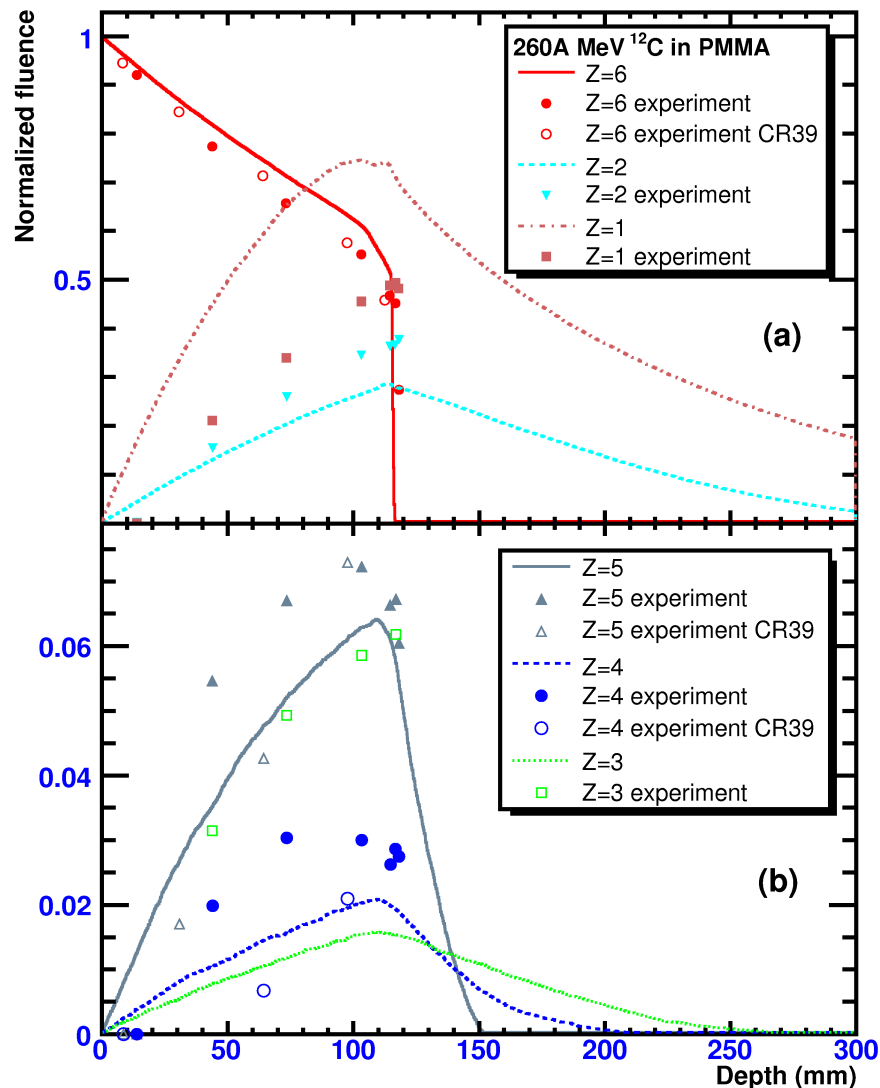 Normalized fluence
1
0.5
260A MeV ¹²C in PMMA
Z=6
Z=6 experiment
Z=6 experiment CR39
Z=2
Z=2 experiment
Z=1
Z=1 experiment
(a)
0.06
0.04
0.02
0
Z=5
Z=5 experiment
Z=5 experiment CR39
Z=4
Z=4 experiment
Z=4 experiment CR39
Z=3
Z=3 experiment
(b)
0 50 100 150 200 250 300
Depth (mm)